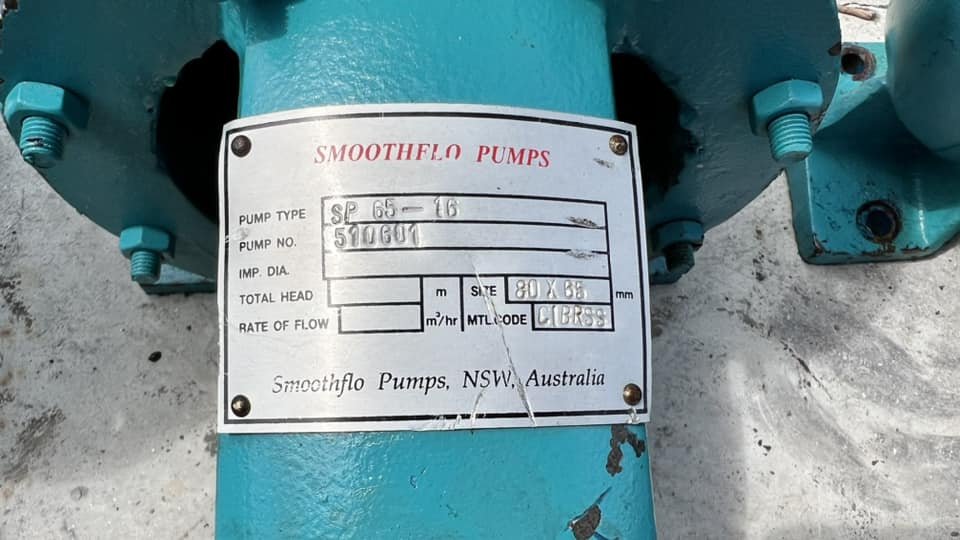 SMOOTHFLO PUMPS
PUMP TYPE SP 65-16
PUMP NO. 510601
IMP. DIA.
TOTAL HEAD m SIZE 80 X 65 mm
RATE OF FLOW m³/hr MTL CODE CIBRSS
Smoothflo Pumps, NSW, Australia